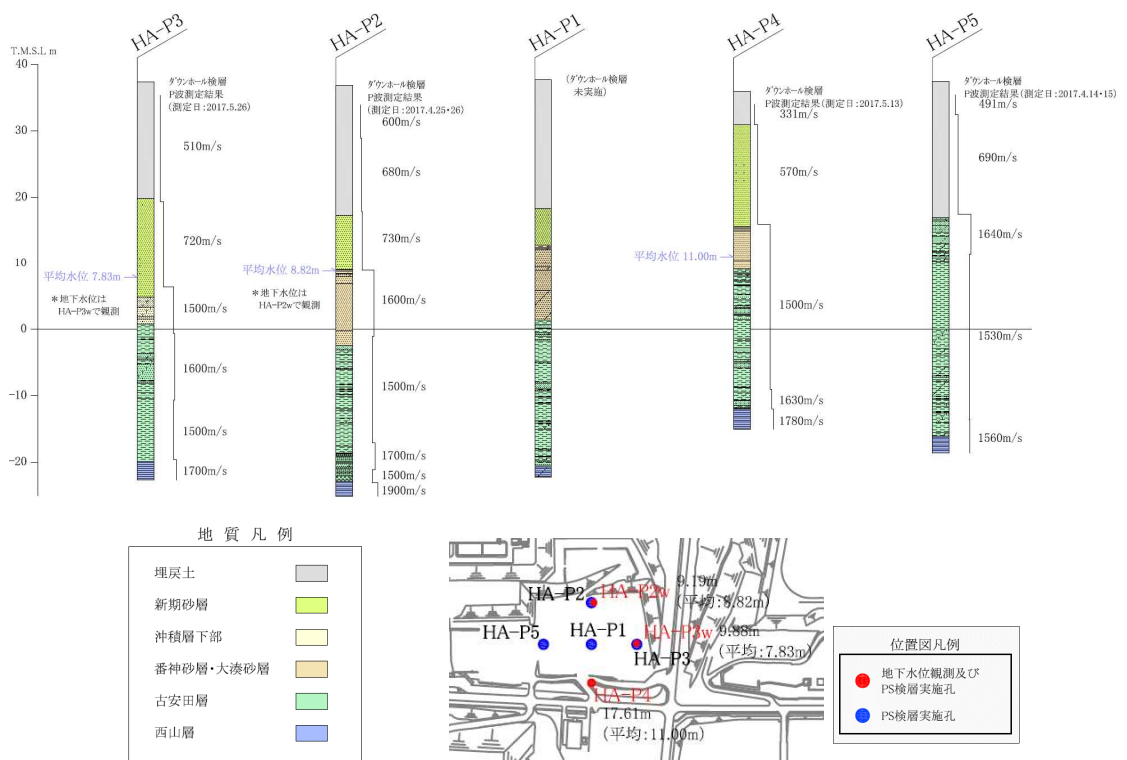 HA-P3
HA-P2
HA-P1
HA-P4
HA-P5
T.M.S.L m
40
30
20
10
0
-10
-20
ダウンホール検層
P波測定結果
(測定日:2017.5.26)
510m/s
720m/s
平均水位 7.83m
＊地下水位は
HA-P3wで観測
1500m/s
1600m/s
1500m/s
1700m/s
ダウンホール検層
P波測定結果
(測定日:2017.4.25・26)
600m/s
680m/s
730m/s
平均水位 8.82m
＊地下水位は
HA-P2wで観測
1600m/s
1500m/s
1700m/s
1500m/s
1900m/s
(ダウンホール検層
未実施)
ダウンホール検層
P波測定結果(測定日:2017.5.13)
331m/s
570m/s
平均水位 11.00m
1500m/s
1630m/s
1780m/s
ダウンホール検層
P波測定結果(測定日:2017.4.14・15)
491m/s
690m/s
1640m/s
1530m/s
1560m/s
地質凡例
埋戻土
新期砂層
沖積層下部
番神砂層・大湊砂層
古安田層
西山層
HA-P2
HA-P2w
9.19m
(平均:8.82m)
HA-P5
HA-P1
HA-P3w
9.88m
(平均:7.83m)
HA-P3
HA-P4
17.61m
(平均:11.00m)
位置図凡例
地下水位観測及び
PS検層実施孔
PS検層実施孔